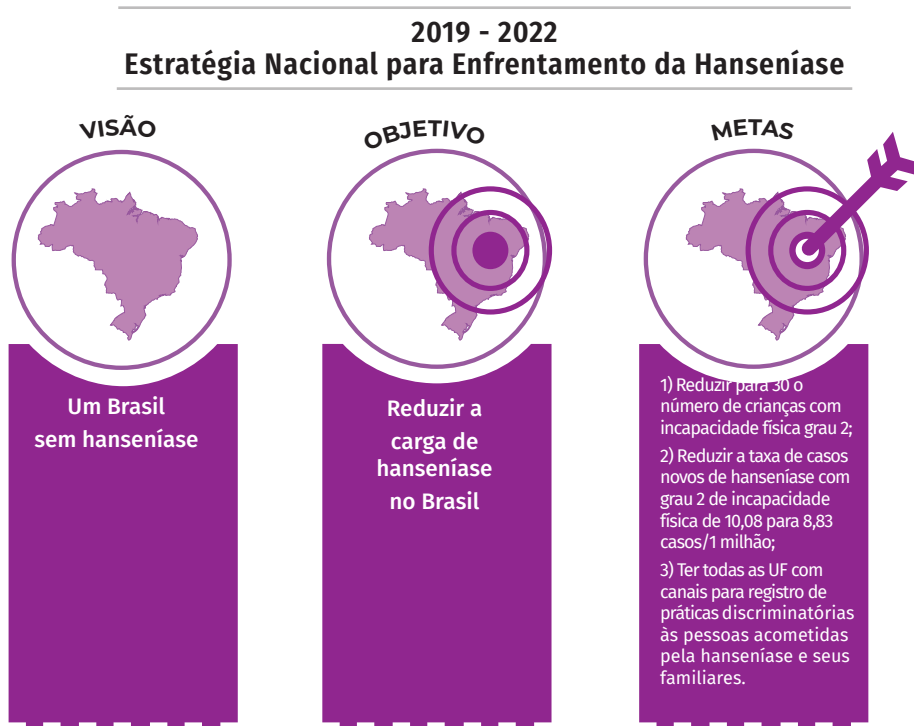 2019 - 2022
Estratégia Nacional para Enfrentamento da Hanseníase
VISÃO
Um Brasil
sem hanseníase
OBJETIVO
Reduzir a
carga de
hanseníase
no Brasil
METAS
1) Reduzir para 30 o
número de crianças com
incapacidade física grau 2;
2) Reduzir a taxa de casos
novos de hanseníase com
grau 2 de incapacidade
física de 10,08 para 8,83
casos/1 milhão;
3) Ter todas as UF com
canais para registro de
práticas discriminatórias
às pessoas acometidas
pela hanseníase e seus
familiares.